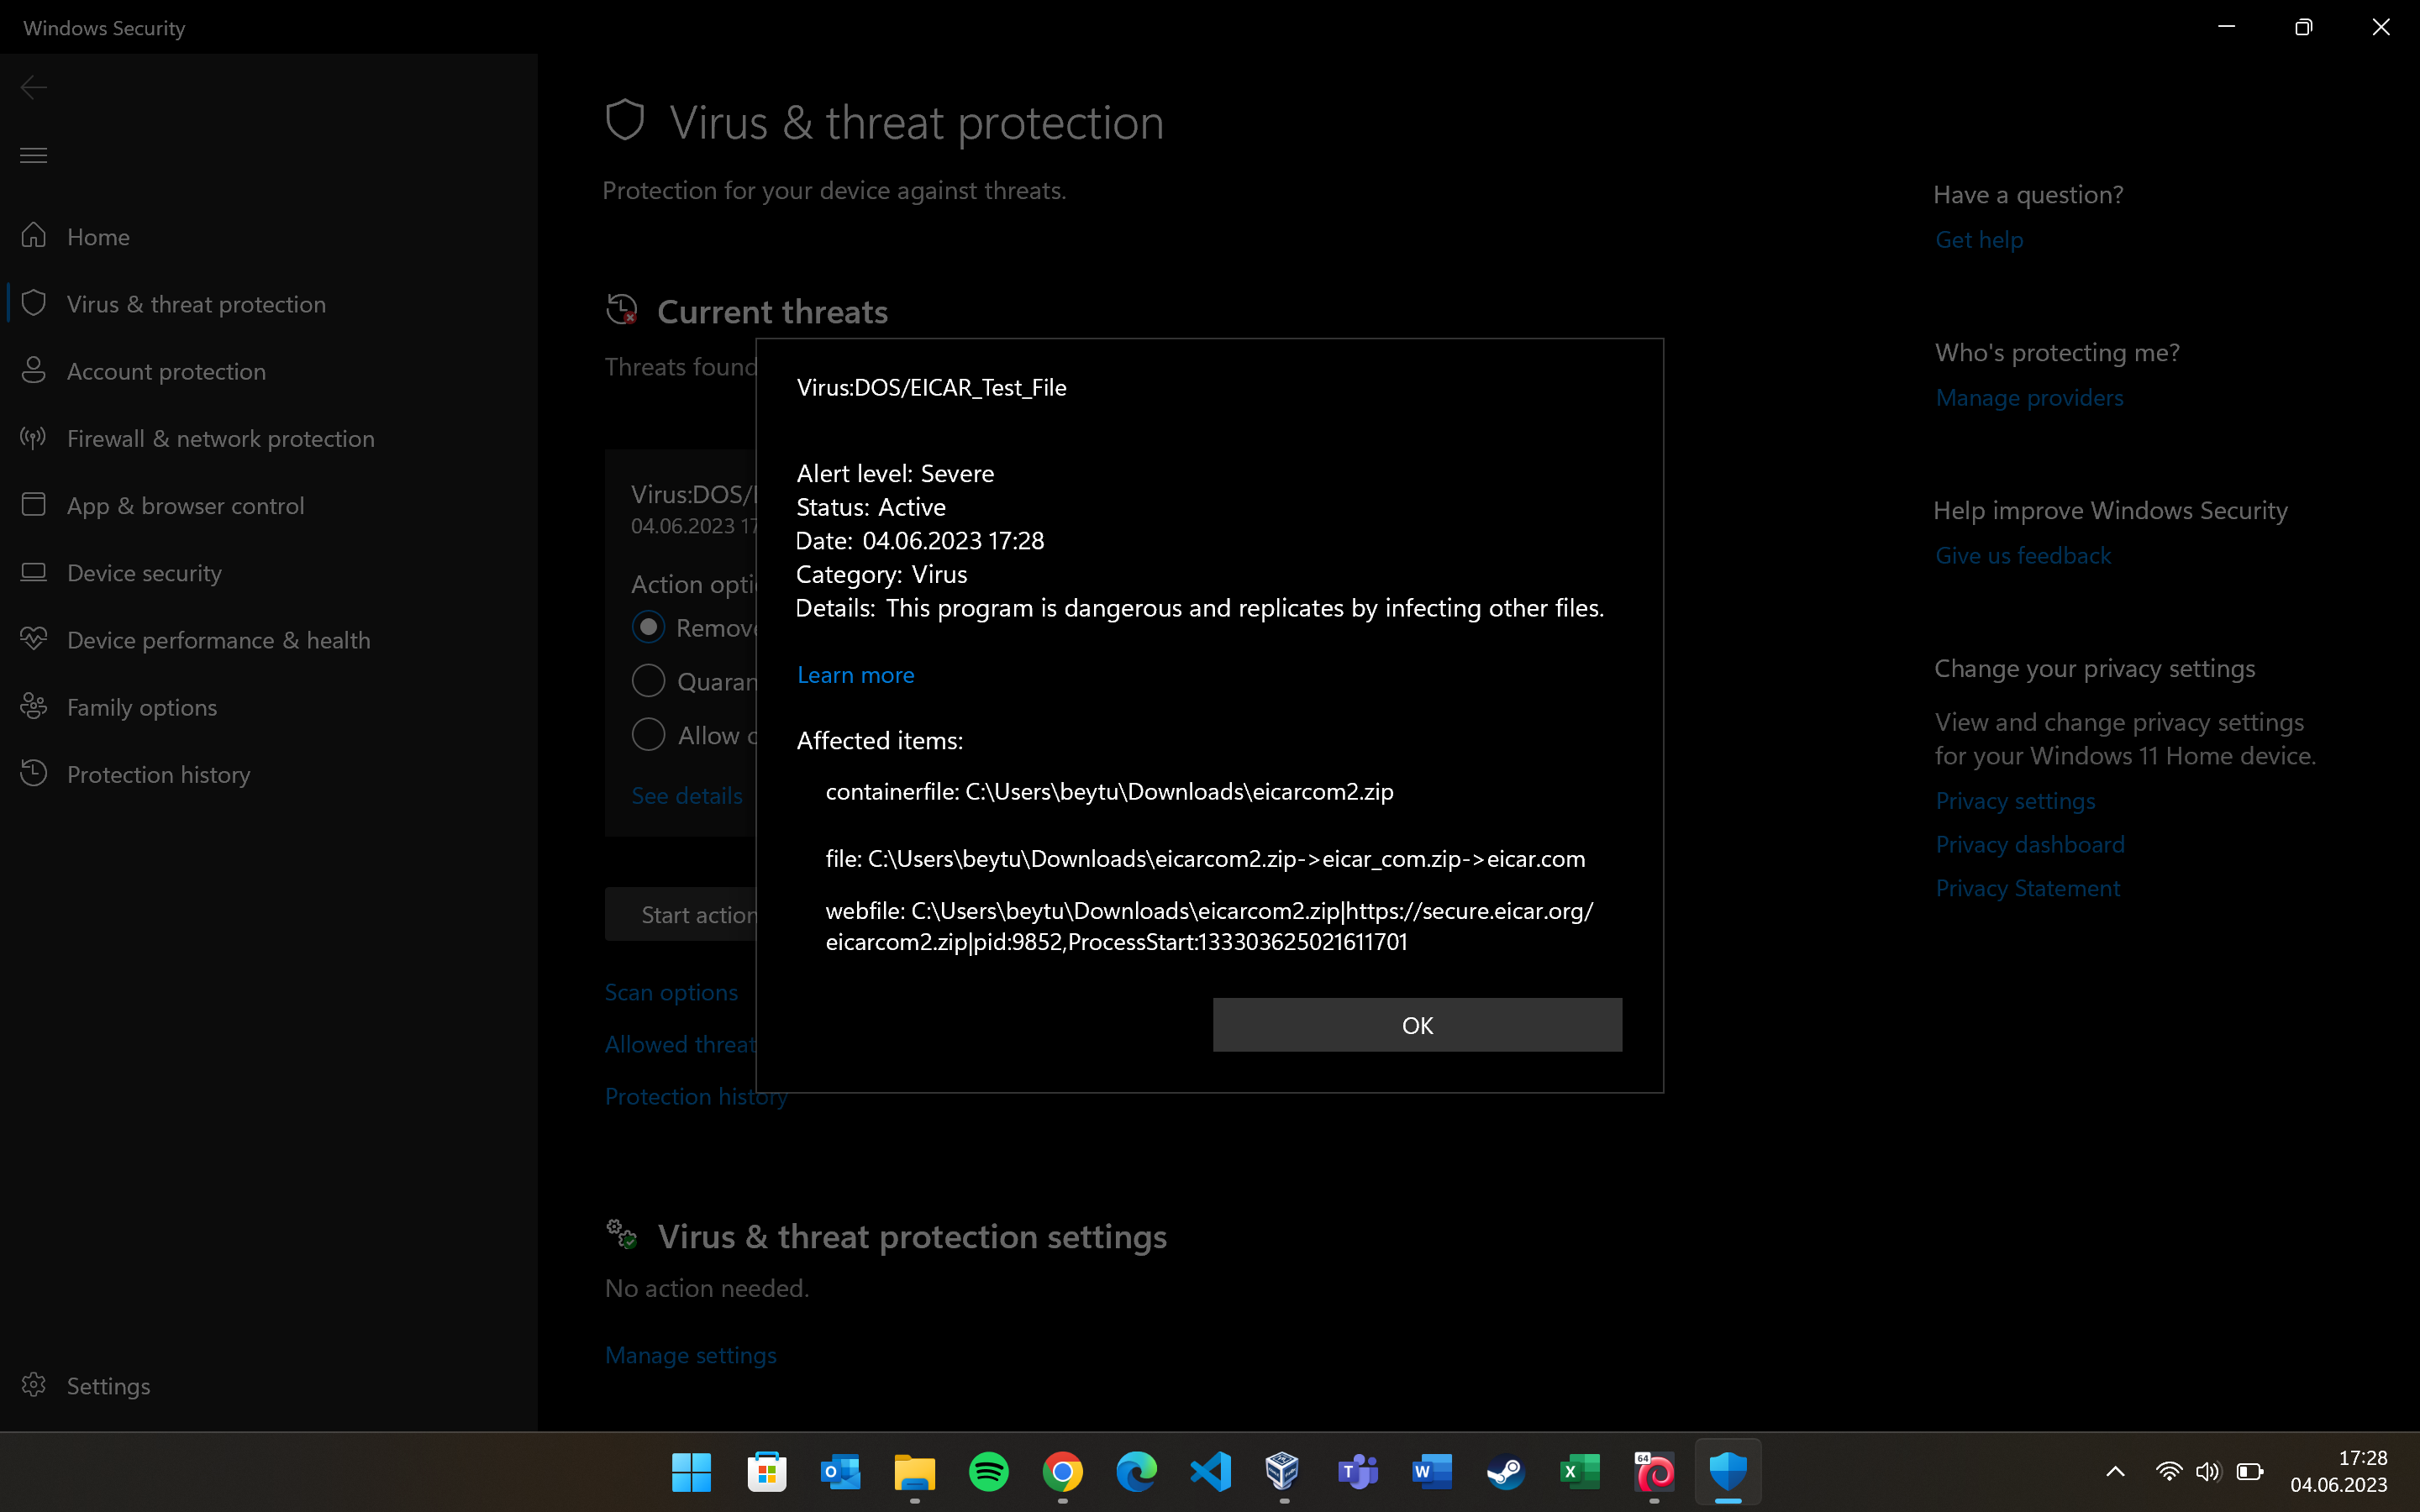 Windows Security
Home
Virus & threat protection
Account protection
Firewall & network protection
App & browser control
Device security
Device performance & health
Family options
Protection history
Settings
Virus & threat protection
Protection for your device against threats.
Current threats
Threats found
Virus:DOS/
04.06.2023 17
Action
Remove
Allow
See details
Start action
Scan options
Allowed threat
Protection history
Virus & threat protection settings
No action needed.
Manage settings
Virus:DOS/EICAR_Test_File
Alert level: Severe
Status: Active
Date: 04.06.2023 17:28
Category: Virus
Details: This program is dangerous and replicates by infecting other files.
Learn more
Affected items:
containerfile: C:\Users\beytu\Downloads\eicarcom2.zip
file: C:\Users\beytu\Downloads\eicarcom2.zip->eicar_com.zip->eicar.com
webfile: C:\Users\beytu\Downloads\eicarcom2.zip|https://secure.eicar.org/
eicarcom2.zip|pid:9852,ProcessStart:133303625021611701
OK
Have a question?
Get help
Who's protecting me?
Manage providers
Help improve Windows Security
Give us feedback
Change your privacy settings
View and change privacy settings
for your Windows 11 Home device.
Privacy settings
Privacy dashboard
Privacy Statement
64
17:28
04.06.2023